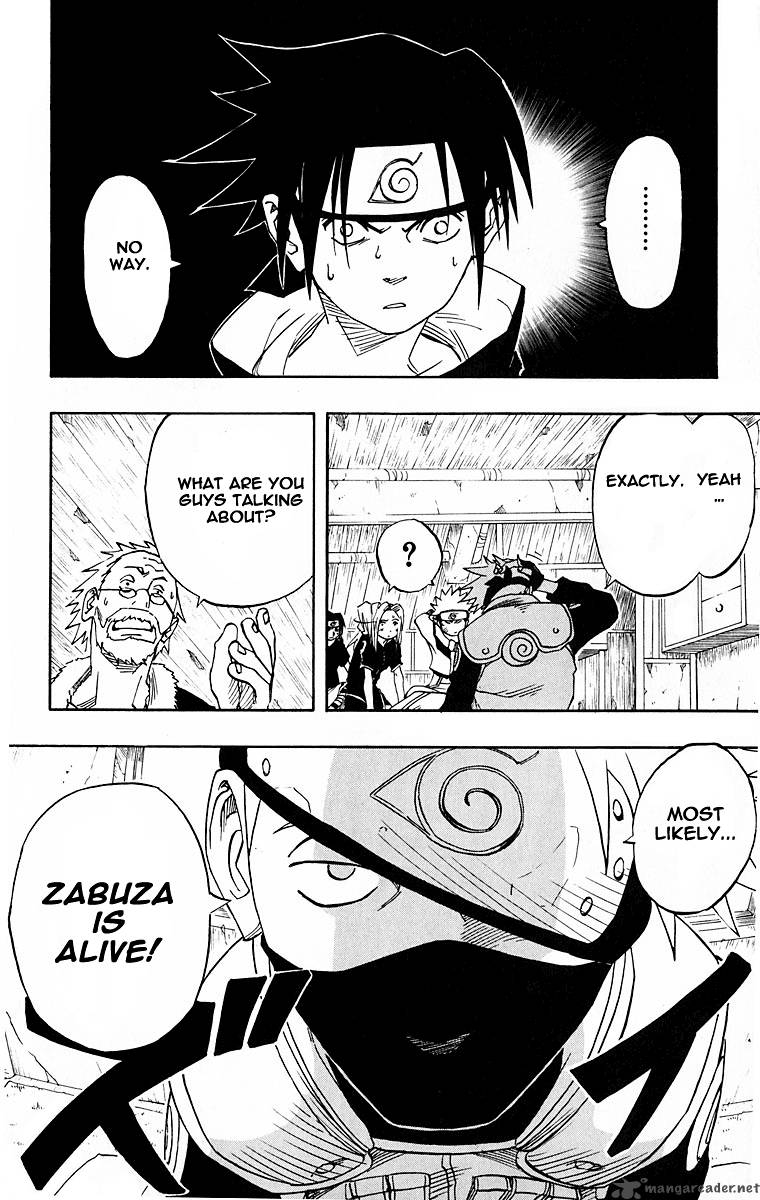 .........
NO
WAY.
EXACTLY. YEAH
...
?
WHAT ARE YOU
GUYS TALKING
ABOUT?
MOST
LIKELY...
ZABUZA
IS
ALIVE!
mangareader.net